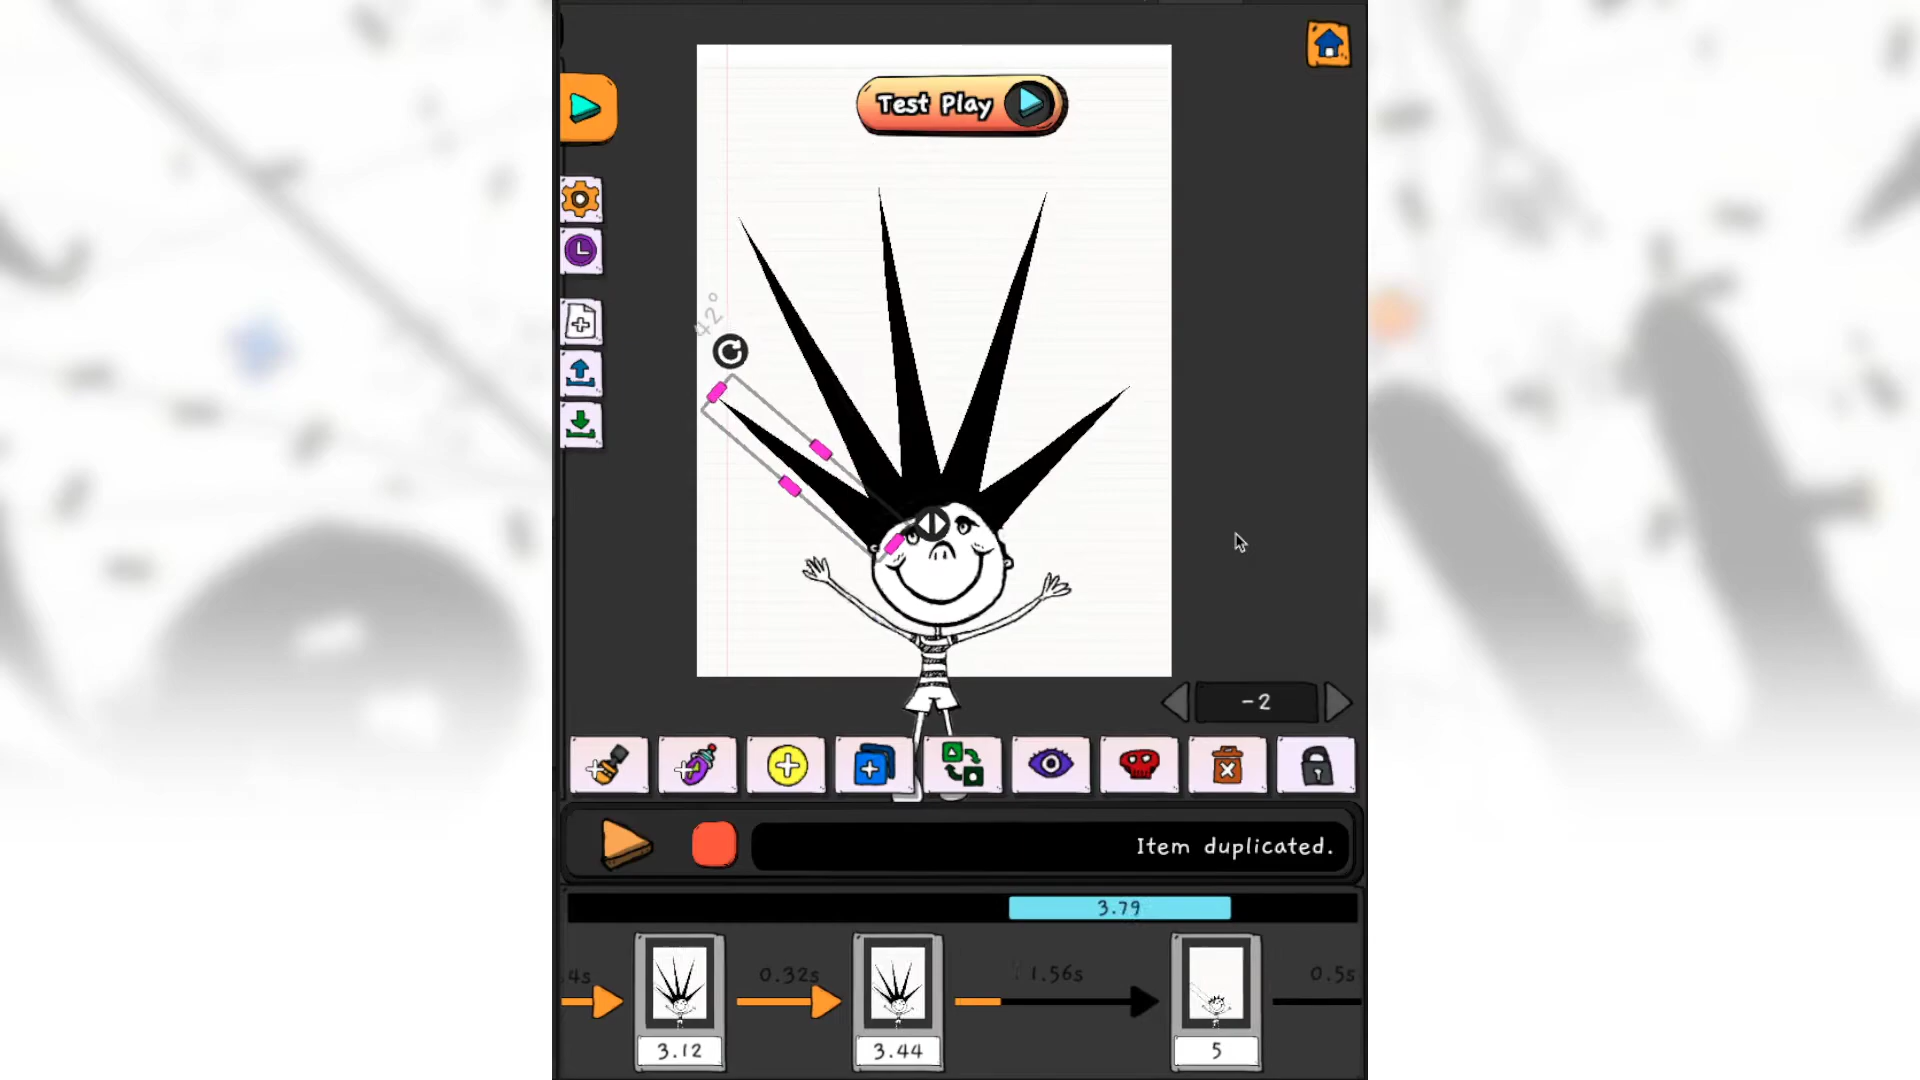 Test Play
42°
-2
Item duplicated.
3.79
4s
0.32s
1.56s
0.5s
3.12
3.44
5